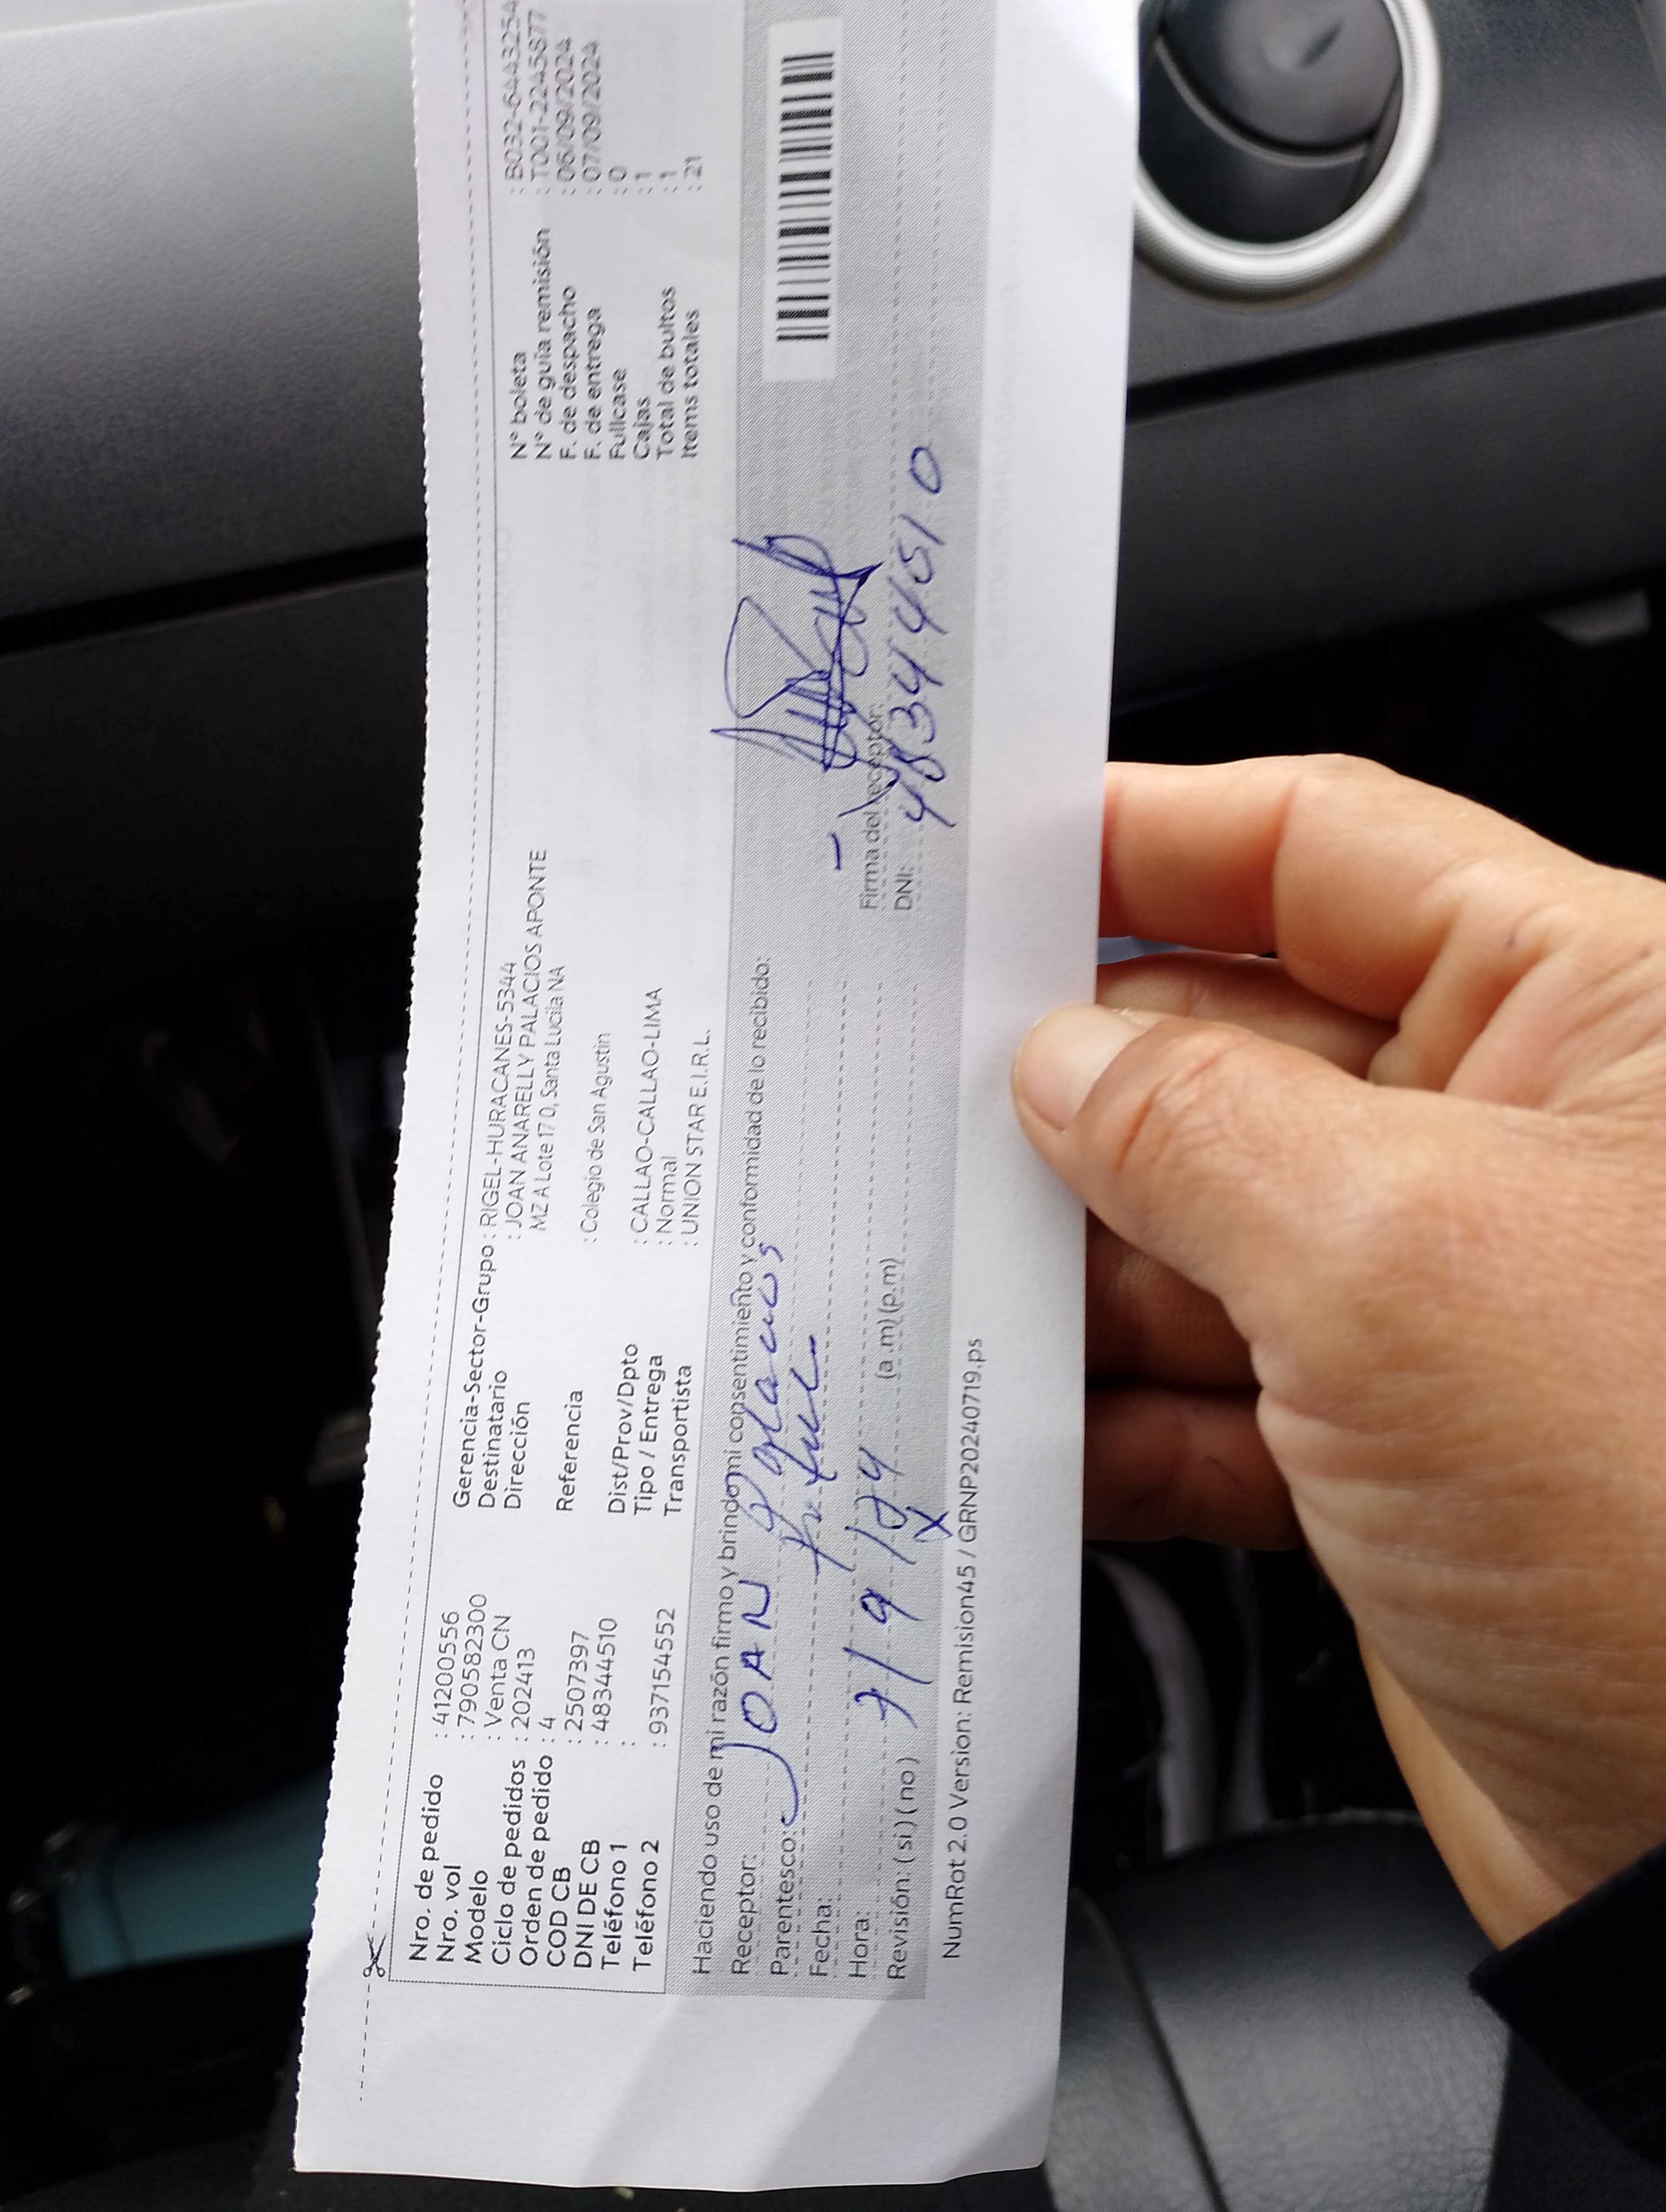 Nro. de pedido : 41200556
Nro. vol : 790582300
Modelo : Venta CN
Ciclo de pedidos : 202413
Orden de pedido : 4
COD CB : 2507397
DNI DE CB : 48344510
Teléfono 1 :
Teléfono 2 : 937154552
Gerencia-Sector-Grupo : RIGEL-HURACANES-5344
Destinatario : JOAN ANARELLY PALACIOS APONTE
Dirección MZ A Lote 17 0, Santa Lucila NA
Referencia : Colegio de San Agustin
Dist/Prov/Dpto : CALLAO-CALLAO-LIMA
Tipo / Entrega : Normal
Transportista : UNION STAR E.I.R.L.
N° boleta : B032-6443254
N° de guía remisión : T001-2245877
F. de despacho : 06/09/2024
F. de entrega : 07/09/2024
Fullcase : 0
Cajas : 1
Total de bultos : 1
Items totales : 21
Haciendo uso de mi razón firmo y brindo mi consentimiento y conformidad de lo recibido:
Receptor: JOAN Palacios
Parentesco:
Fecha: 7/9/24
Hora: (a.m) (p.m)
Revisión: ( si ) ( no ) X
Firma del receptor:
DNI: 48344510
NumRot 2.0 Version: Remision45 / GRNP20240719.ps